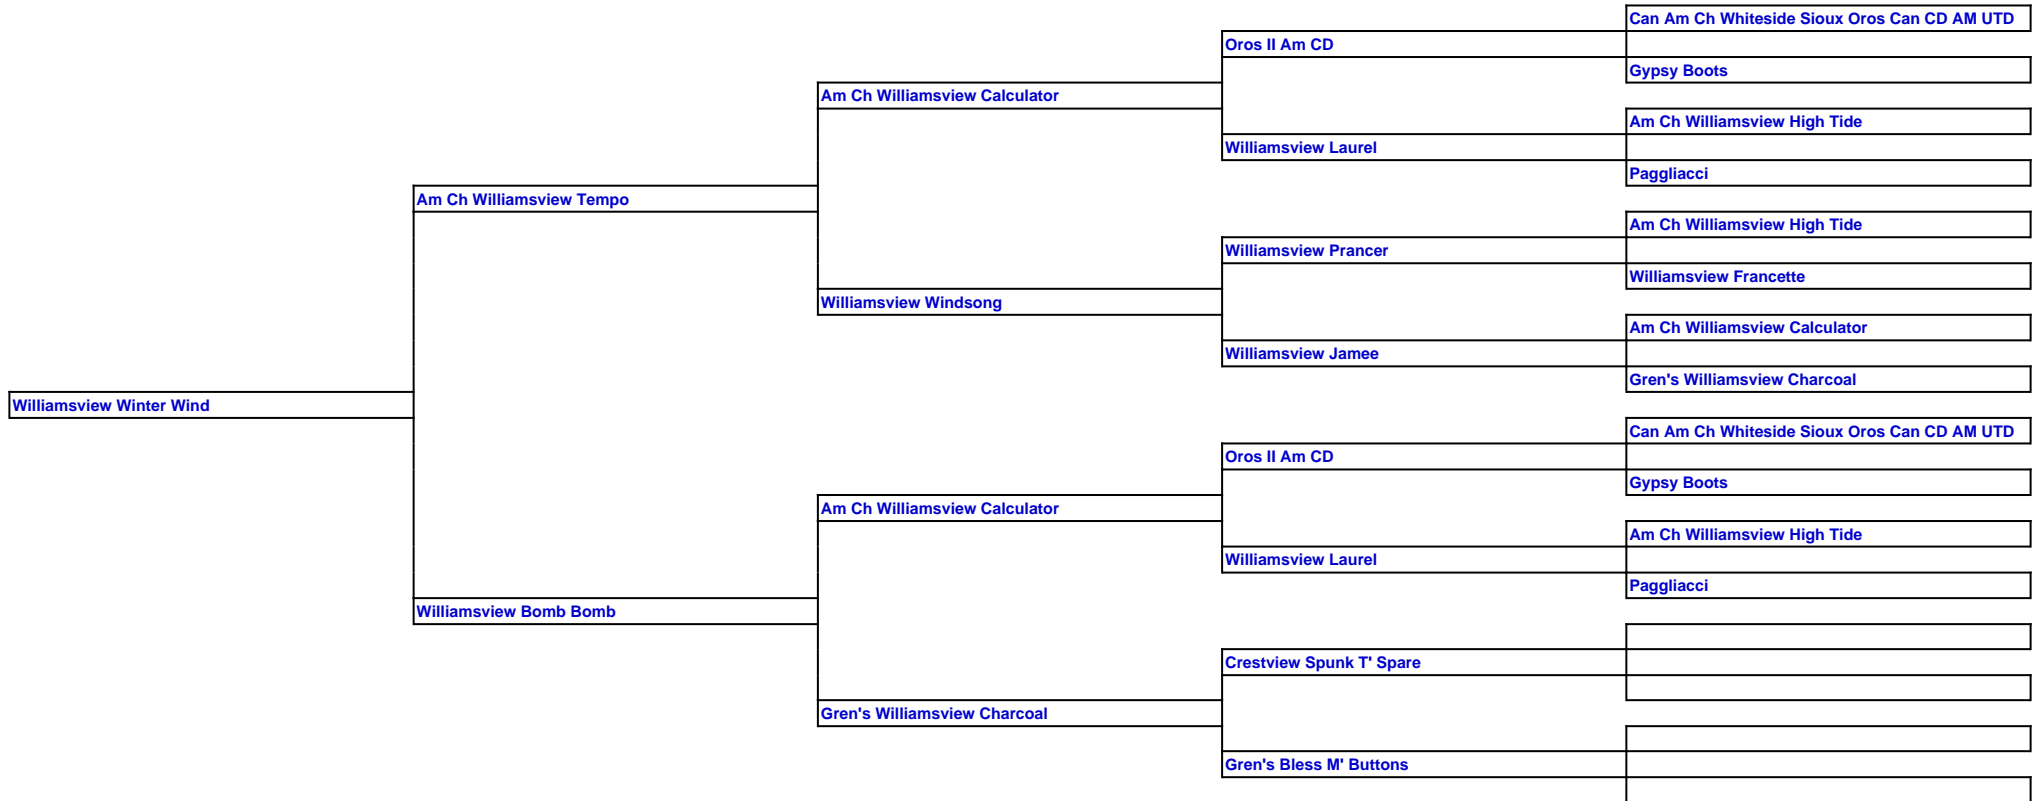 Can Am Ch Whiteside Sioux Oros Can CD AM UTD
Oros II Am CD
Gypsy Boots
Am Ch Williamsview Calculator
Am Ch Williamsview High Tide
Williamsview Laurel
Paggliacci
Am Ch Williamsview Tempo
Am Ch Williamsview High Tide
Williamsview Prancer
Williamsview Francette
Williamsview Windsong
Am Ch Williamsview Calculator
Williamsview Jamee
Gren's Williamsview Charcoal
Williamsview Winter Wind
Can Am Ch Whiteside Sioux Oros Can CD AM UTD
Oros II Am CD
Gypsy Boots
Am Ch Williamsview Calculator
Am Ch Williamsview High Tide
Williamsview Laurel
Paggliacci
Williamsview Bomb Bomb
Crestview Spunk T' Spare
Gren's Williamsview Charcoal
Gren's Bless M' Buttons